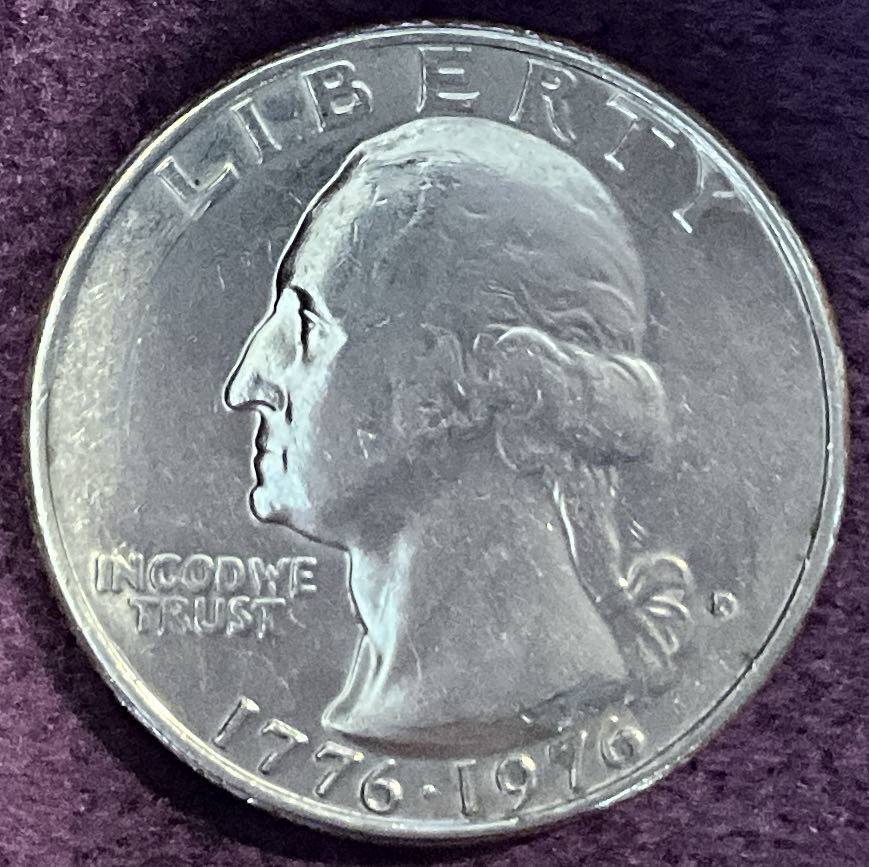 LIBERTY
IN GOD WE
TRUST
D
1776·1976